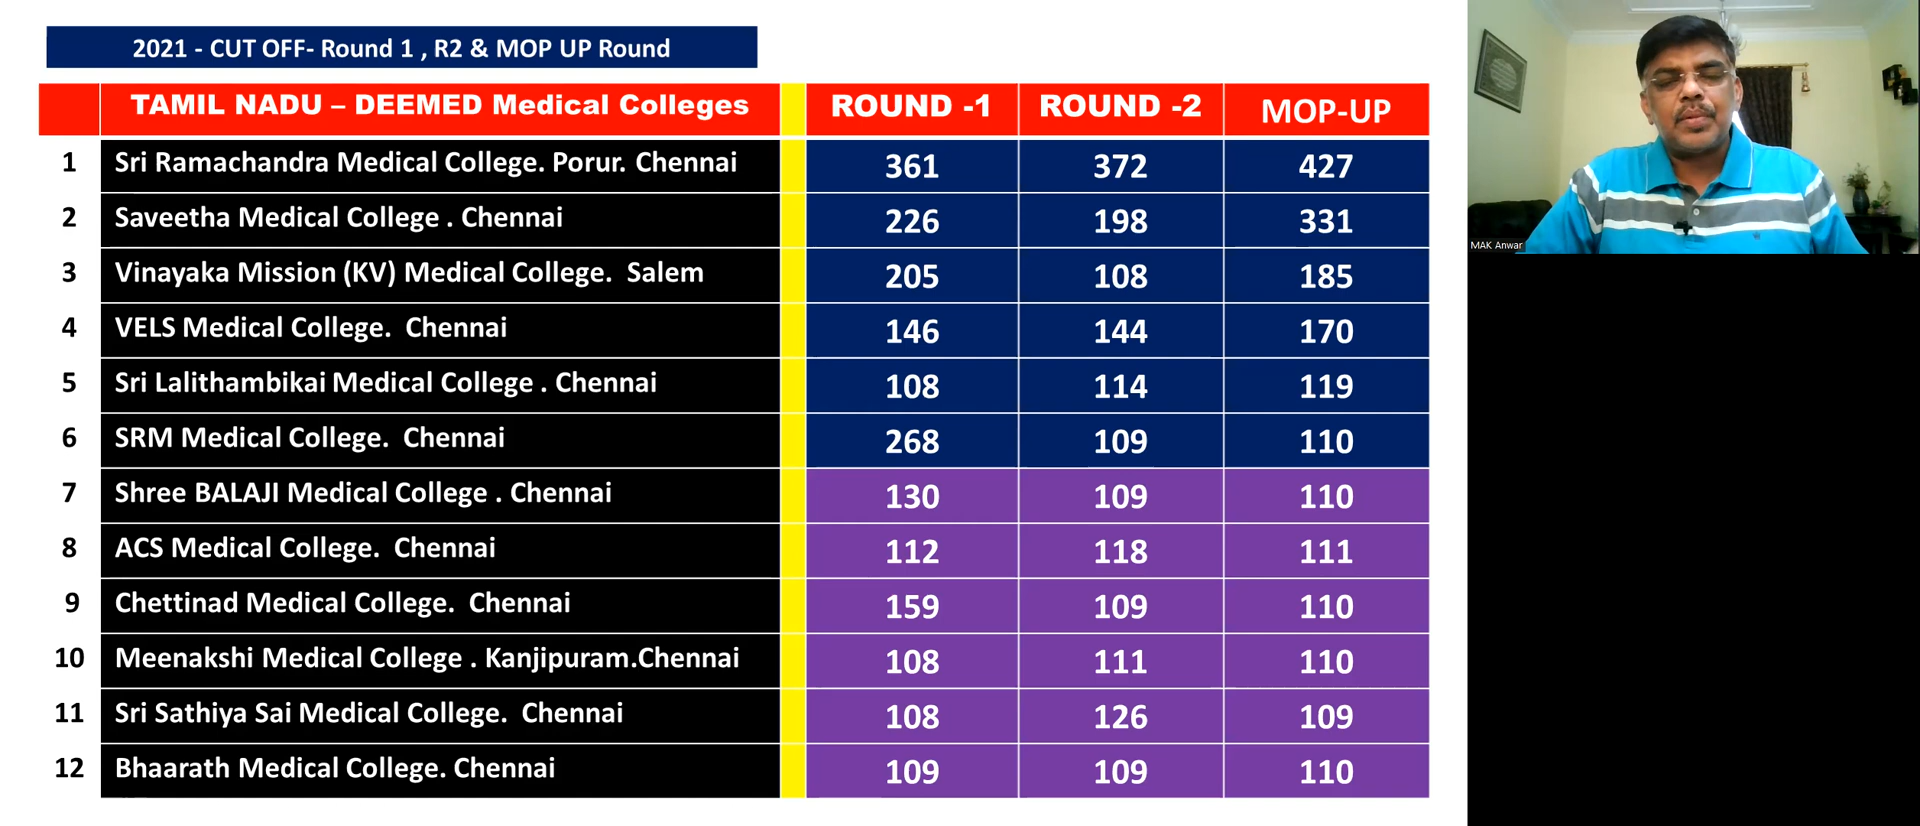 2021 - CUT OFF- Round 1 , R2 & MOP UP Round
TAMIL NADU – DEEMED Medical Colleges ROUND -1 ROUND -2 MOP-UP
1 Sri Ramachandra Medical College. Porur. Chennai 361 372 427
2 Saveetha Medical College . Chennai 226 198 331
3 Vinayaka Mission (KV) Medical College. Salem 205 108 185
4 VELS Medical College. Chennai 146 144 170
5 Sri Lalithambikai Medical College . Chennai 108 114 119
6 SRM Medical College. Chennai 268 109 110
7 Shree BALAJI Medical College . Chennai 130 109 110
8 ACS Medical College. Chennai 112 118 111
9 Chettinad Medical College. Chennai 159 109 110
10 Meenakshi Medical College . Kanjipuram.Chennai 108 111 110
11 Sri Sathiya Sai Medical College. Chennai 108 126 109
12 Bhaarath Medical College. Chennai 109 109 110
MAK Anwar